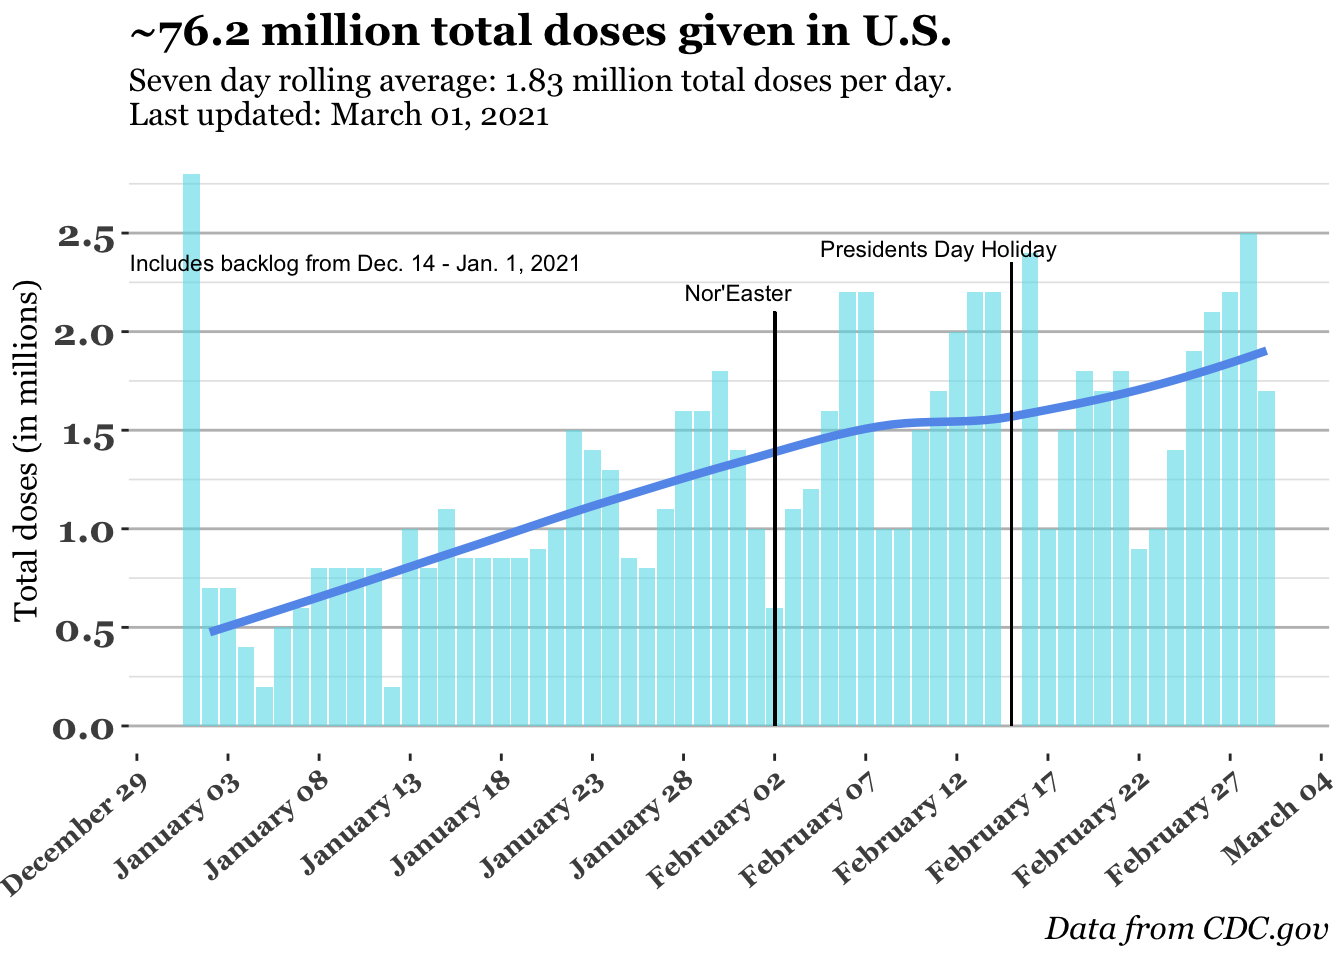 ~76.2 million total doses given in U.S.
Seven day rolling average: 1.83 million total doses per day.
Last updated: March 01, 2021
Total doses (in millions)
2.5
2.0
1.5
1.0
0.5
0.0
Includes backlog from Dec. 14 - Jan. 1, 2021
Nor'Easter
Presidents Day Holiday
December 29
January 03
January 08
January 13
January 18
January 23
January 28
February 02
February 07
February 12
February 17
February 22
February 27
March 04
Data from CDC.gov